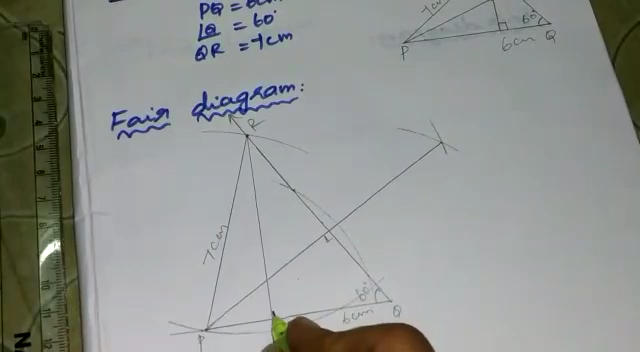 PQ = 6cm
∠Q = 60°
QR = 7cm
7cm
60°
P
6cm
Q
Fair diagram:
R
7cm
60°
6cm
Q
P